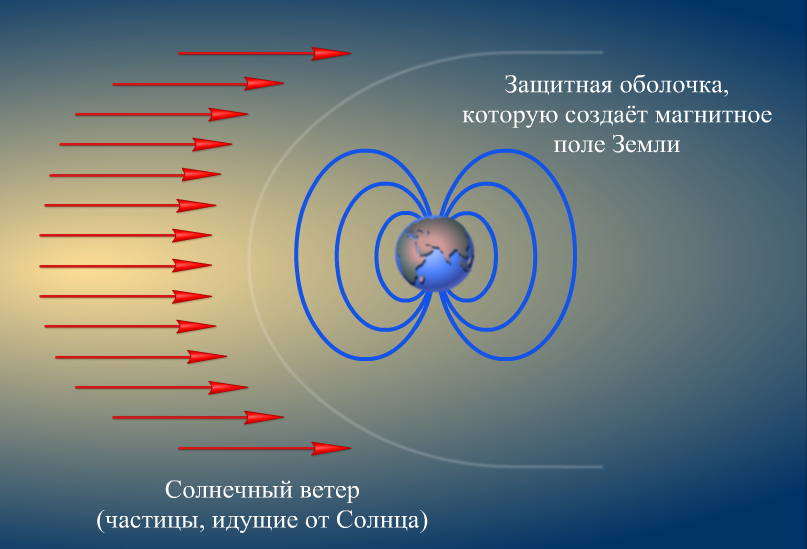 Защитная оболочка,
которую создаёт магнитное
поле Земли
Солнечный ветер
(частицы, идущие от Солнца)